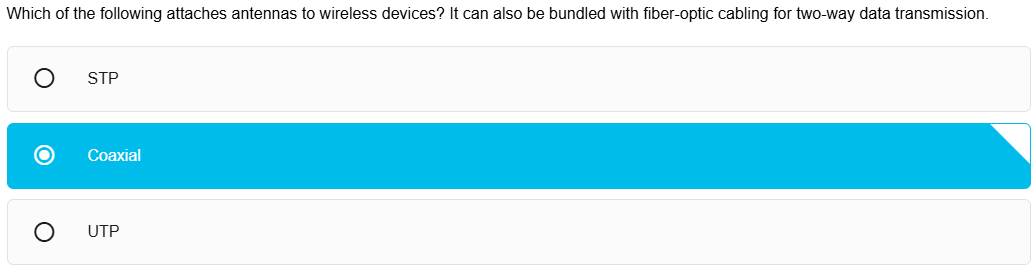 Which of the following attaches antennas to wireless devices? It can also be bundled with fiber-optic cabling for two-way data transmission.
STP
Coaxial
UTP